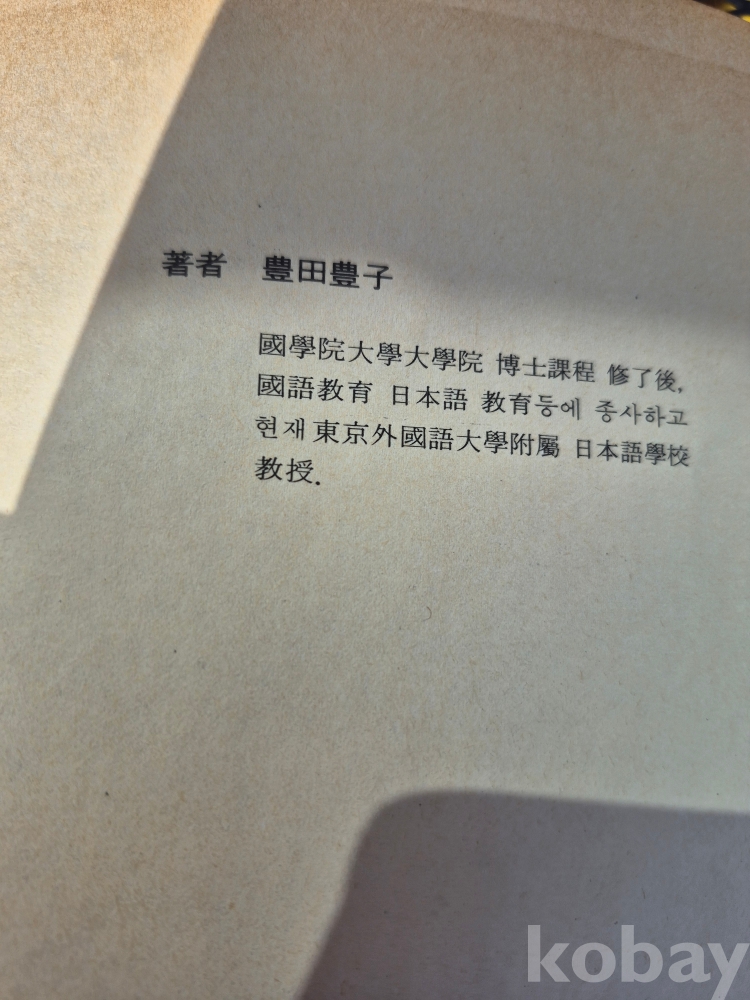 著者 豊田豊子
國學院大學大學院 博士課程 修了後,
國語教育 日本語 教育등에 종사하고
현재 東京外國語大學附屬 日本語學校
敎授.
kobay